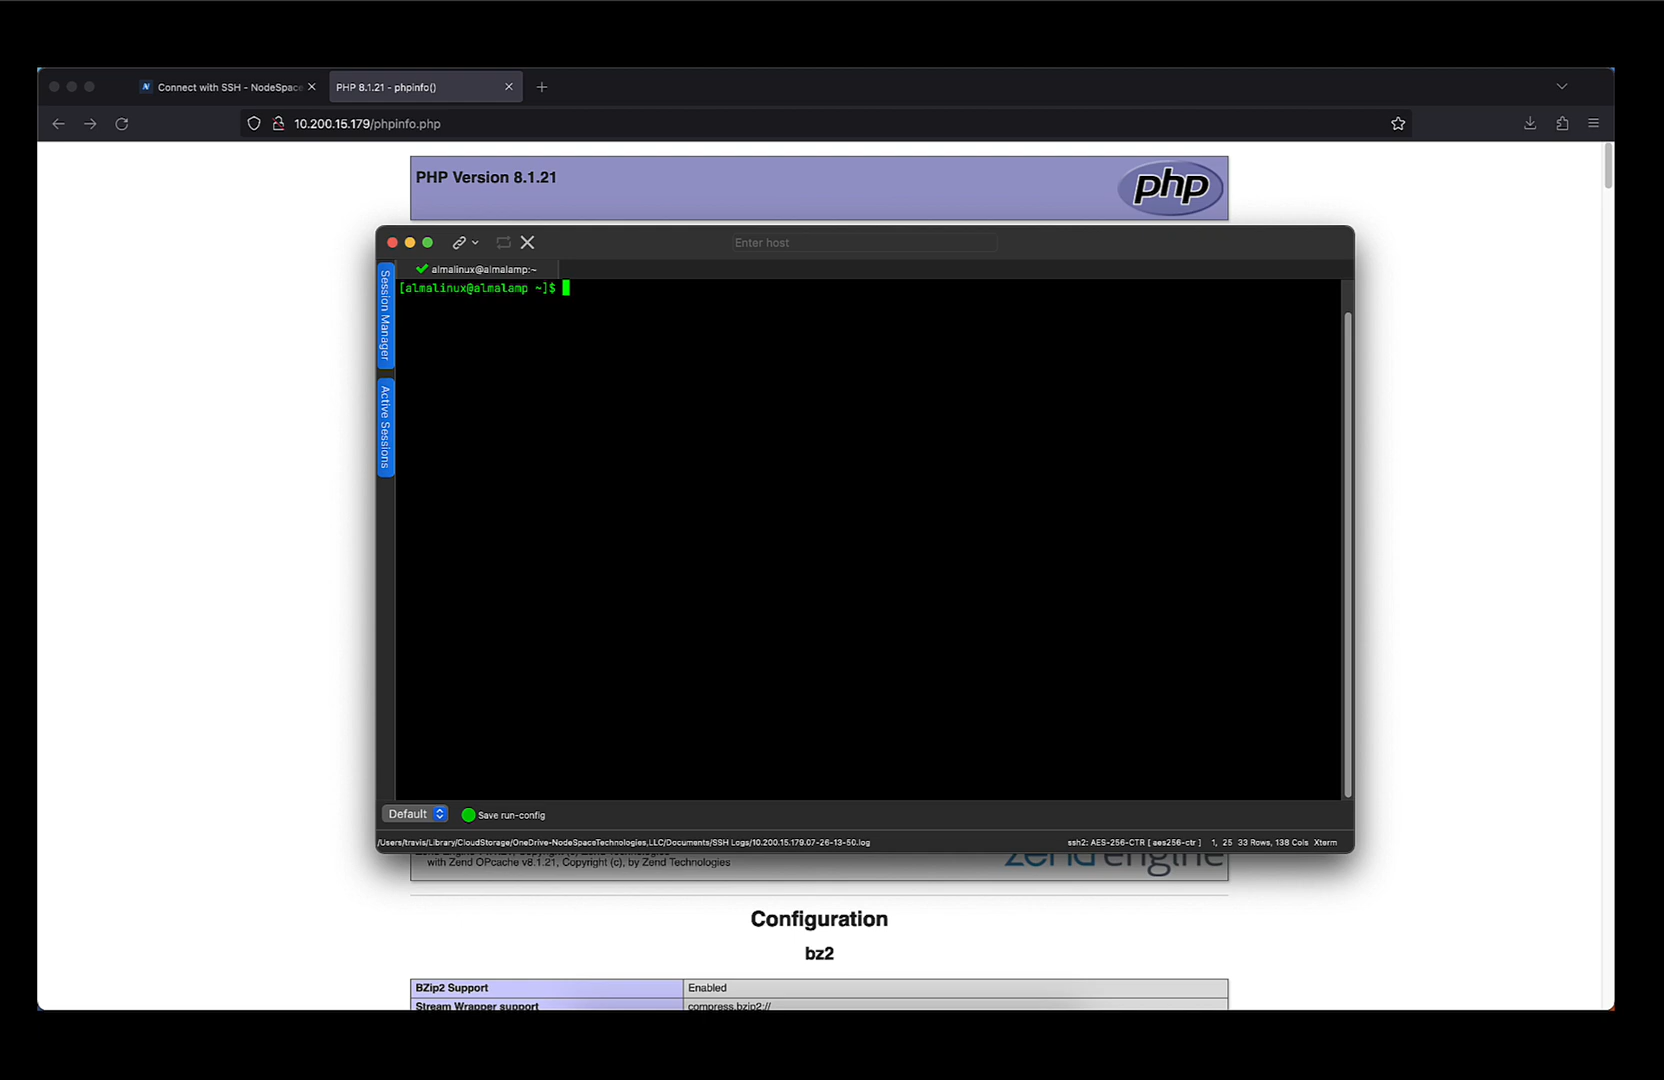 Connect with SSH - NodeSpace
PHP 8.1.21 - phpinfo()
10.200.15.179/phpinfo.php
PHP Version 8.1.21
php
Enter host
almalinux@almalamp:~
Session Manager
[almalinux@almalamp ~]$
Active Sessions
Default
Save run-config
/Users/travis/Library/CloudStorage/OneDrive-NodeSpaceTechnologies,LLC/Documents/SSH Logs/10.200.15.179.07-26-13-50.log
ssh2: AES-256-CTR [ aes256-ctr ] 1, 25 33 Rows, 138 Cols Xterm
with Zend OPcache v8.1.21, Copyright (c), by Zend Technologies
zend engine
Configuration
bz2
BZip2 Support Enabled
Stream Wrapper support compress.bzip2://